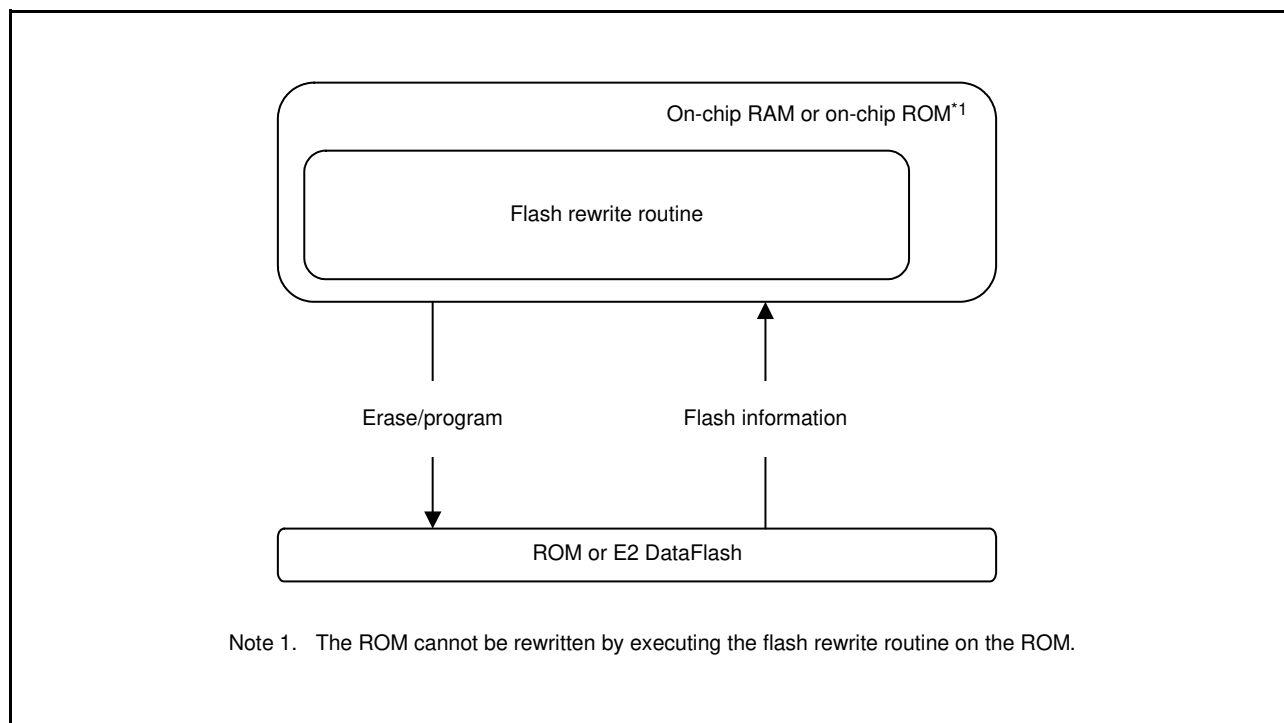 On-chip RAM or on-chip ROM*1
Flash rewrite routine
Erase/program
Flash information
ROM or E2 DataFlash
Note 1. The ROM cannot be rewritten by executing the flash rewrite routine on the ROM.